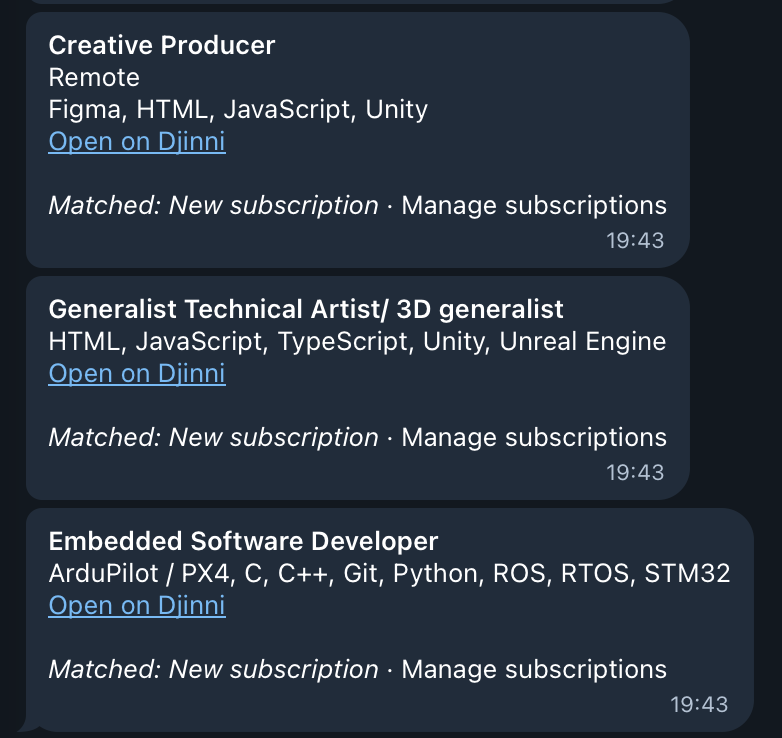 Creative Producer
Remote
Figma, HTML, JavaScript, Unity
Open on Djinni
Matched: New subscription · Manage subscriptions
19:43
Generalist Technical Artist/ 3D generalist
HTML, JavaScript, TypeScript, Unity, Unreal Engine
Open on Djinni
Matched: New subscription · Manage subscriptions
19:43
Embedded Software Developer
ArduPilot / PX4, C, C++, Git, Python, ROS, RTOS, STM32
Open on Djinni
Matched: New subscription · Manage subscriptions
19:43